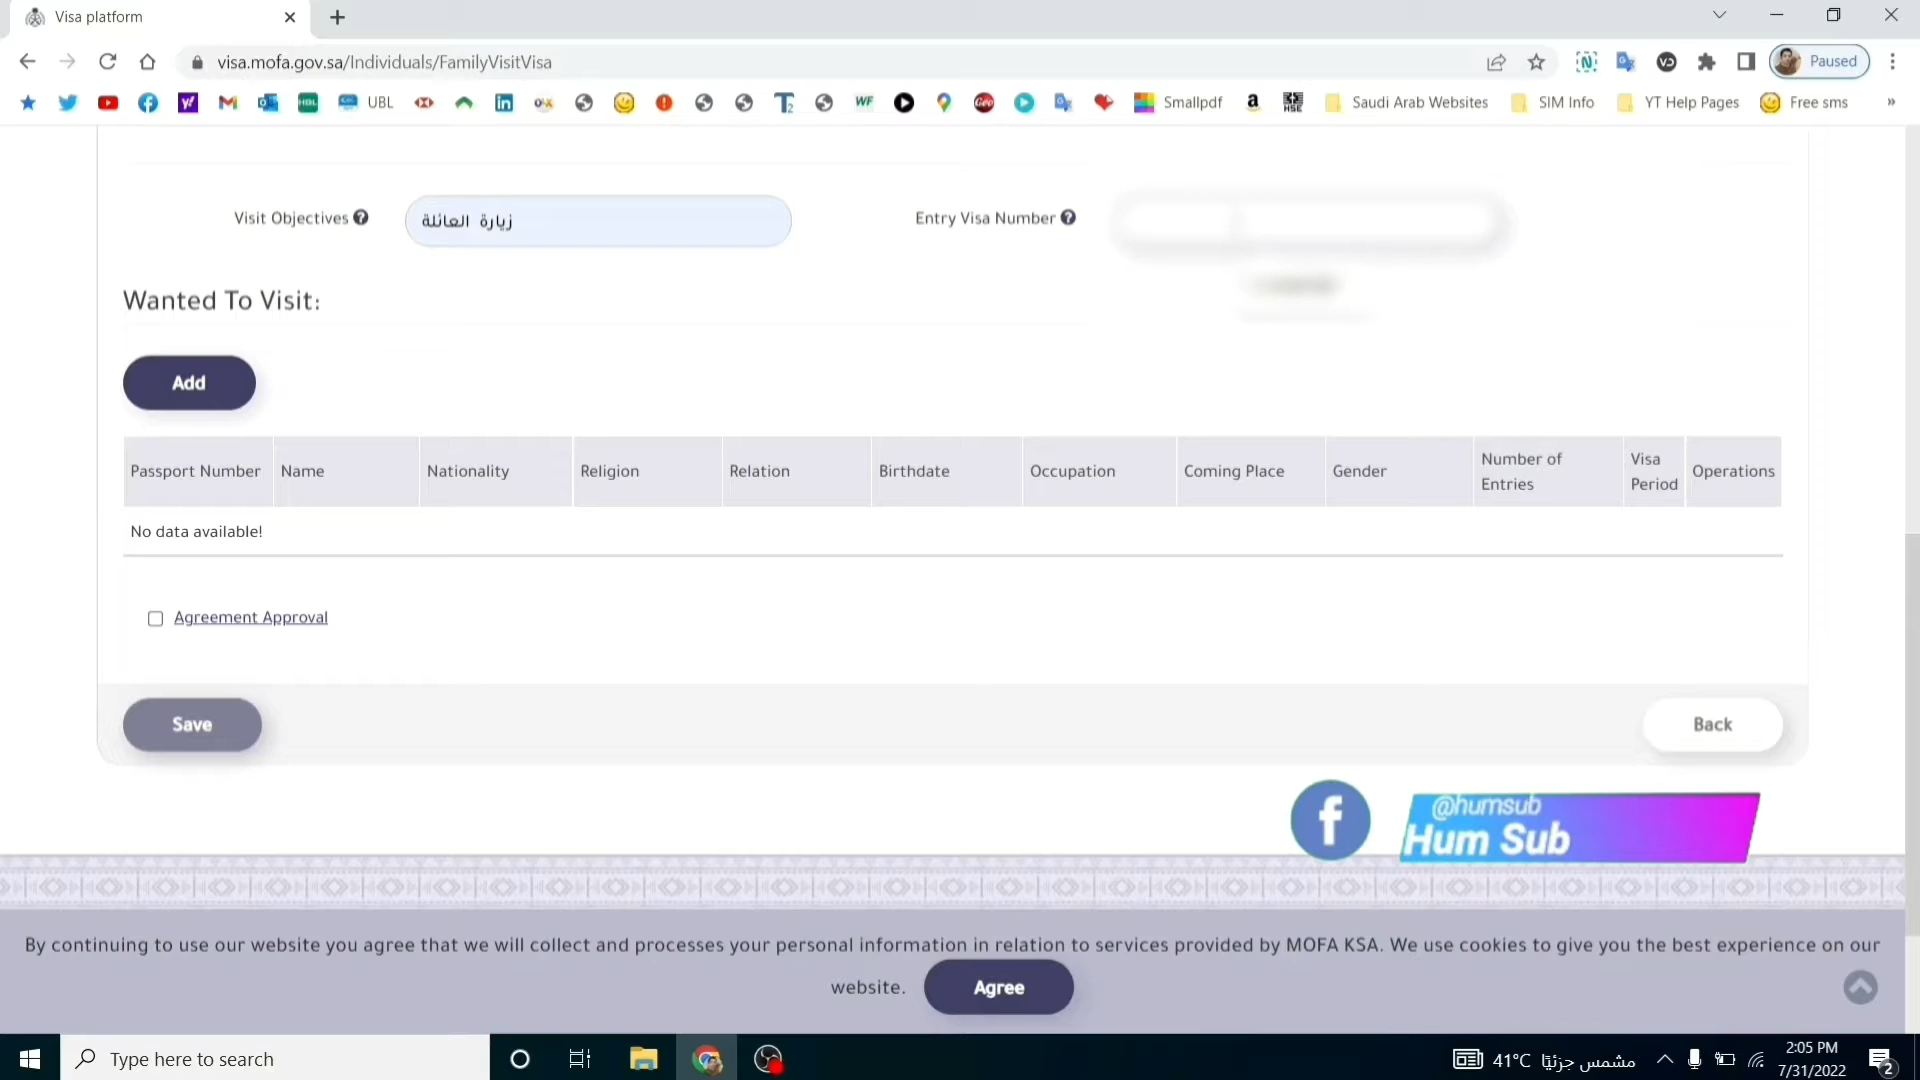 Visa platform
visa.mofa.gov.sa/Individuals/FamilyVisitVisa
Paused
UBL
Smallpdf
Saudi Arab Websites
SIM Info
YT Help Pages
Free sms
Visit Objectives
زيارة العائلة
Entry Visa Number
Wanted To Visit:
Add
Passport Number
Name
Nationality
Religion
Relation
Birthdate
Occupation
Coming Place
Gender
Number of
Entries
Visa
Period
Operations
No data available!
Agreement Approval
Save
Back
@humsub
Hum Sub
By continuing to use our website you agree that we will collect and processes your personal information in relation to services provided by MOFA KSA. We use cookies to give you the best experience on our
website.
Agree
Type here to search
41°C مشمس جزئيًا
2:05 PM
7/31/2022
2